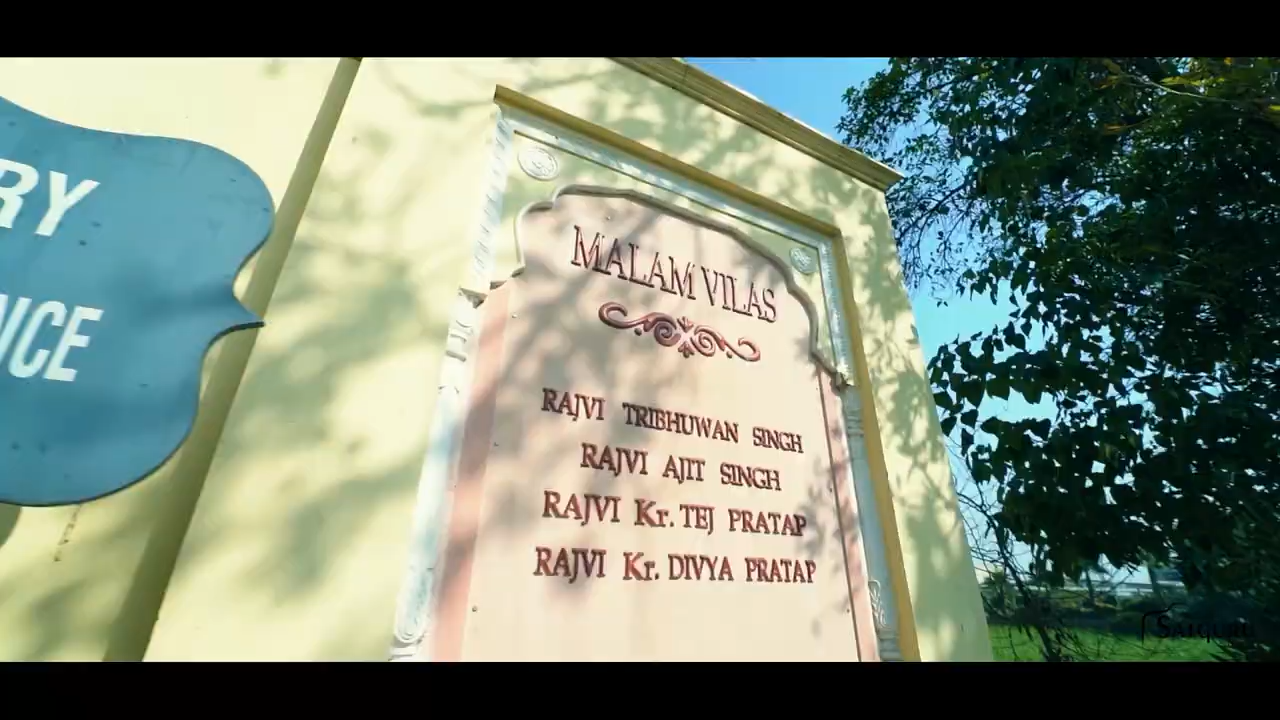 RY
NCE
MALAM VILAS
RAJVI TRIBHUWAN SINGH
RAJVI AJIT SINGH
RAJVI Kr. TEJ PRATAP
RAJVI Kr. DIVYA PRATAP